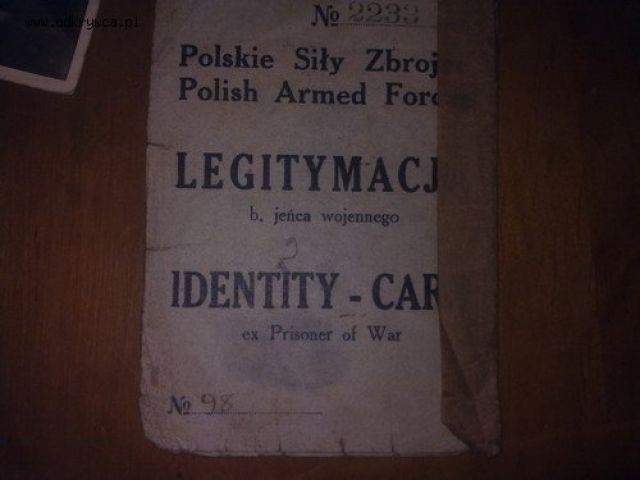 www.odkrywca.pl
№ 2233
Polskie Siły Zbroj
Polish Armed Forc
LEGITYMACJ
b. jeńca wojennego
IDENTITY - CAR
ex Prisoner of War
№ 98